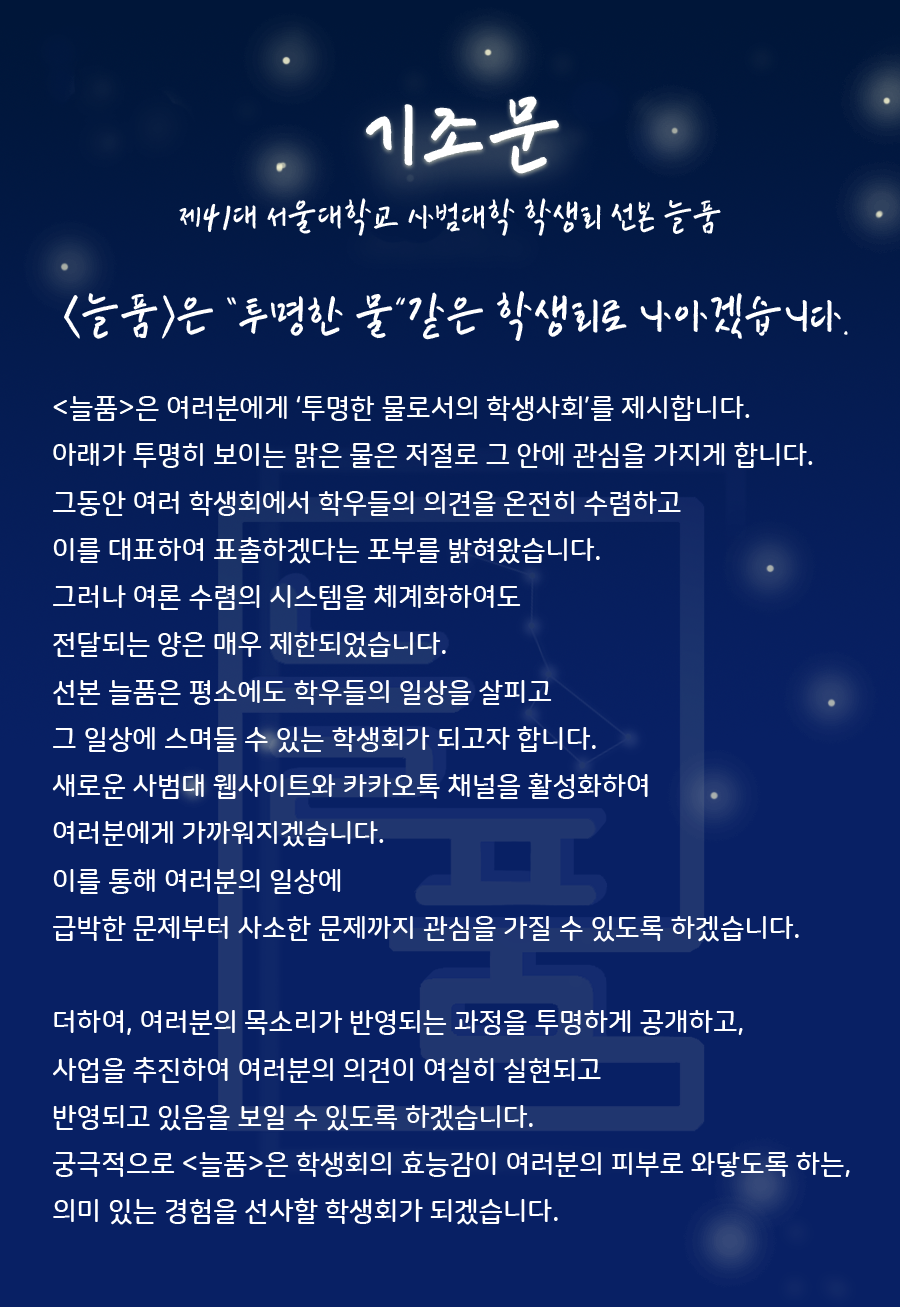 기조문
제41대 서울대학교 사범대학 학생회 선본 늘품
<늘품>은 "투명한 물"같은 학생회로 나아겠습니다.
<늘품>은 여러분에게 ‘투명한 물로서의 학생사회’를 제시합니다.
아래가 투명히 보이는 맑은 물은 저절로 그 안에 관심을 가지게 합니다.
그동안 여러 학생회에서 학우들의 의견을 온전히 수렴하고
이를 대표하여 표출하겠다는 포부를 밝혀왔습니다.
그러나 여론 수렴의 시스템을 체계화하여도
전달되는 양은 매우 제한되었습니다.
선본 늘품은 평소에도 학우들의 일상을 살피고
그 일상에 스며들 수 있는 학생회가 되고자 합니다.
새로운 사범대 웹사이트와 카카오톡 채널을 활성화하여
여러분에게 가까워지겠습니다.
이를 통해 여러분의 일상에
급박한 문제부터 사소한 문제까지 관심을 가질 수 있도록 하겠습니다.
더하여, 여러분의 목소리가 반영되는 과정을 투명하게 공개하고,
사업을 추진하여 여러분의 의견이 여실히 실현되고
반영되고 있음을 보일 수 있도록 하겠습니다.
궁극적으로 <늘품>은 학생회의 효능감이 여러분의 피부로 와닿도록 하는,
의미 있는 경험을 선사할 학생회가 되겠습니다.
늘
품